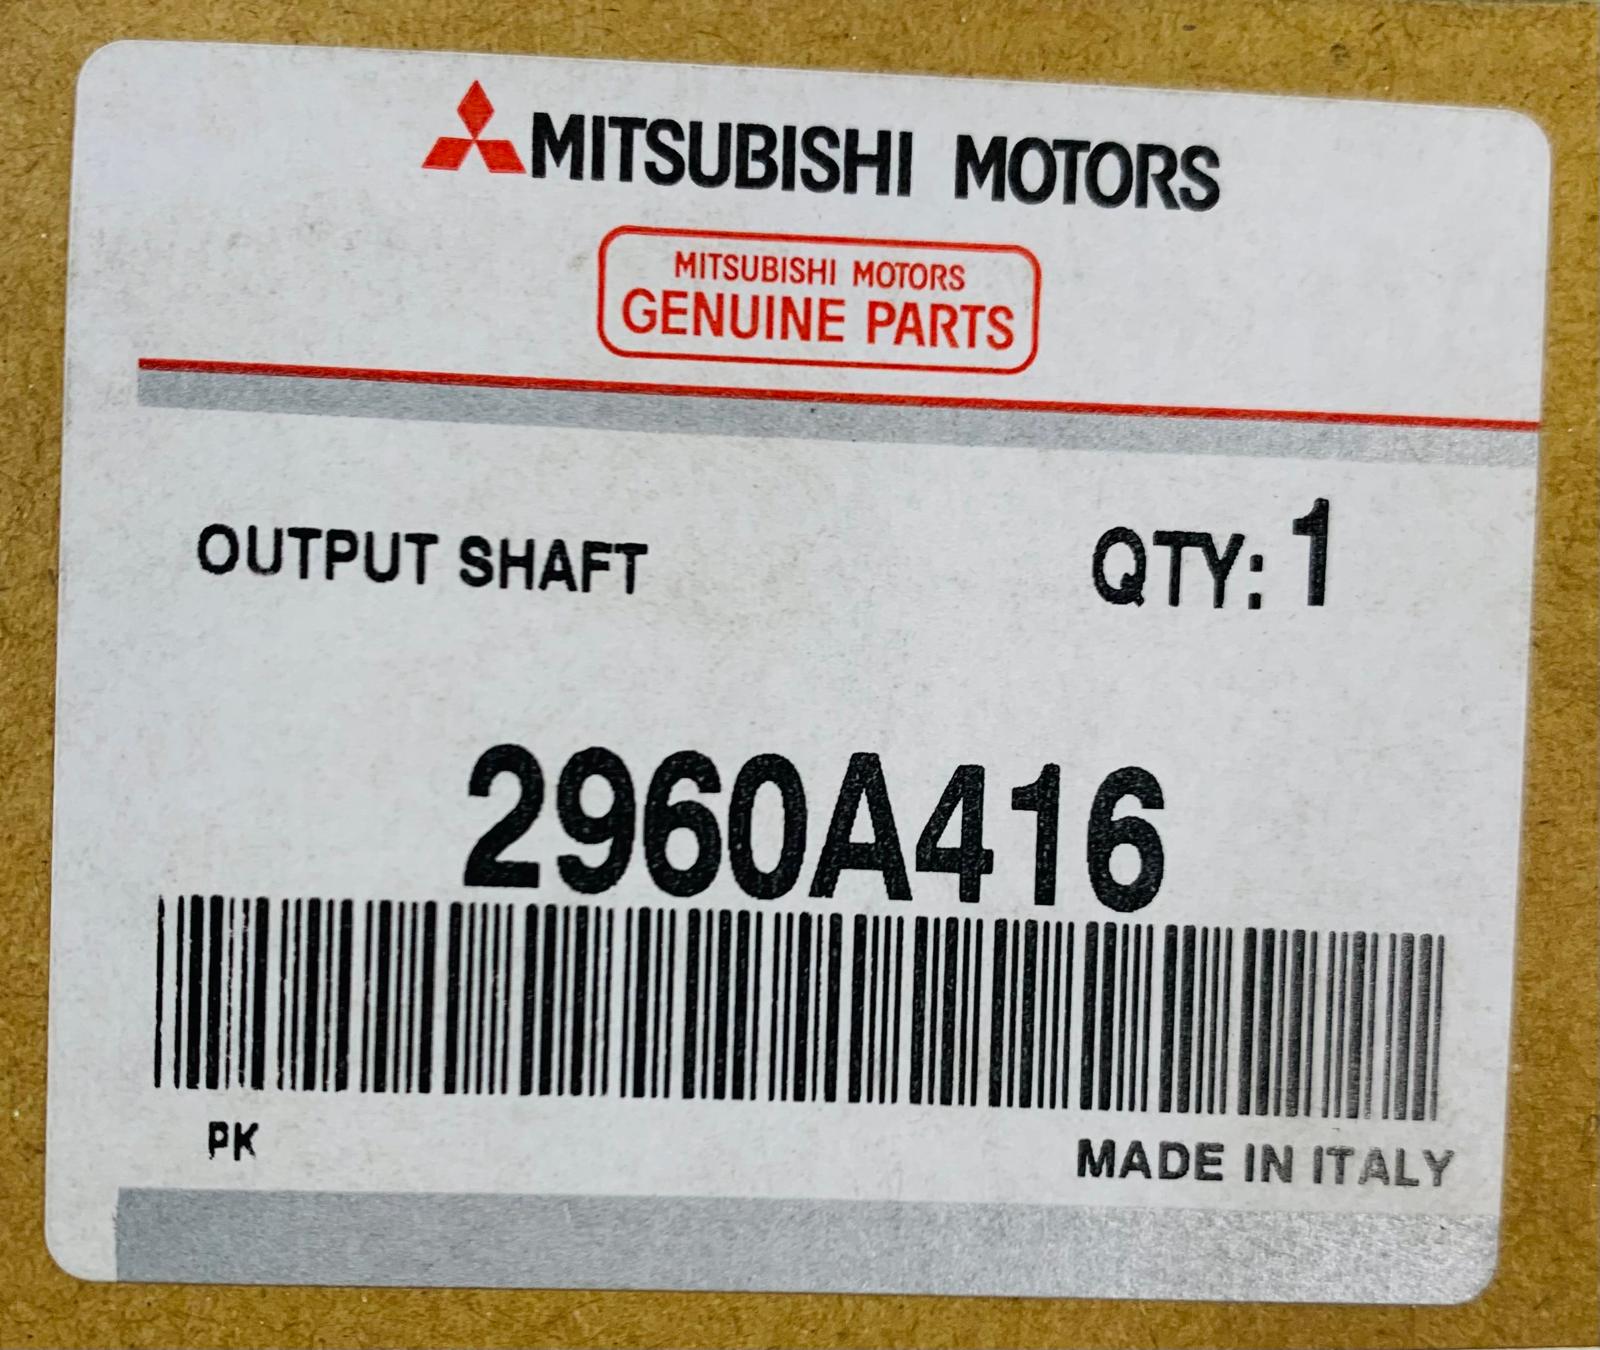 MITSUBISHI MOTORS
MITSUBISHI MOTORS
GENUINE PARTS
OUTPUT SHAFT QTY: 1
2960A416
PK MADE IN ITALY